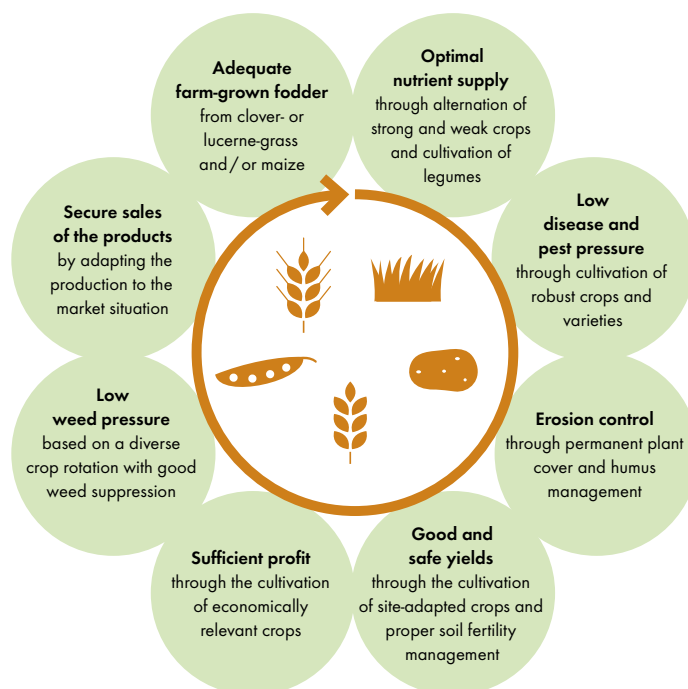 Adequate
farm-grown fodder
from clover- or
lucerne-grass
and / or maize
Optimal
nutrient supply
through alternation of
strong and weak crops
and cultivation of
legumes
Low
disease and
pest pressure
through cultivation of
robust crops and
varieties
Erosion control
through permanent plant
cover and humus
management
Good and
safe yields
through the cultivation
of site-adapted crops and
proper soil fertility
management
Sufficient profit
through the cultivation
of economically
relevant crops
Low
weed pressure
based on a diverse
crop rotation with good
weed suppression
Secure sales
of the products
by adapting the
production to the
market situation